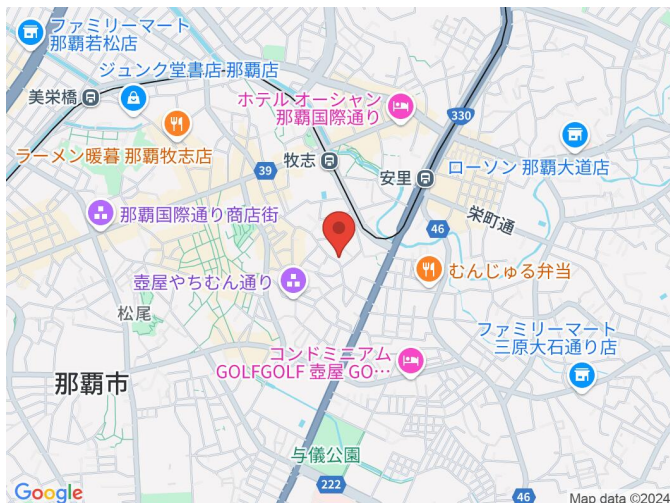 ファミリーマート
那覇若松店
ジュンク堂書店 那覇店
美栄橋
ホテル オーシャン
那覇国際通り
330
ラーメン暖暮 那覇牧志店
牧志
ローソン 那覇大道店
39
安里
那覇国際通り商店街
栄町通
46
壺屋やちむん通り
むんじゅる弁当
松尾
ファミリーマート
三原大石通り店
コンドミニアム
GOLFGOLF 壺屋 GO…
那覇市
与儀公園
222
46
Google
Map data ©2024